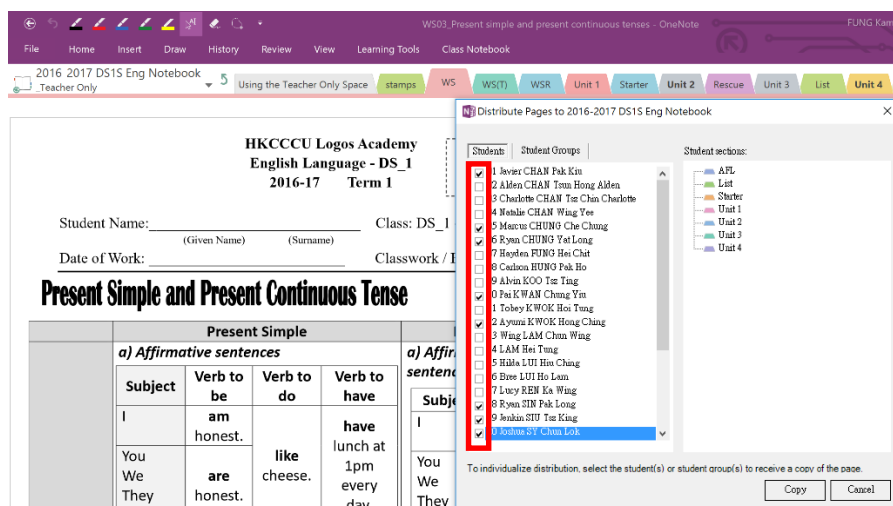 WS03_Present simple and present continuous tenses - OneNote
FUNG Kam
File Home Insert Draw History Review View Learning Tools Class Notebook
2016 2017 DS1S Eng Notebook
_Teacher Only
Using the Teacher Only Space stamps WS WS(T) WSR Unit 1 Starter Unit 2 Rescue Unit 3 List Unit 4
HKCCCU Logos Academy
English Language - DS_1
2016-17 Term 1
Student Name: Class: DS_1
(Given Name) (Surname)
Date of Work: Classwork / H
Present Simple and Present Continuous Tense
Present Simple
a) Affirmative sentences
Subject
Verb to be
Verb to do
Verb to have
I
am honest.
like cheese.
have lunch at 1pm every day
You
We
They
are honest.
a) Affir
sentenc
Subje
I
You
We
They
Distribute Pages to 2016-2017 DS1S Eng Notebook
Students Student Groups
1 Javier CHAN Pak Kiu
2 Alden CHAN Tsun Hong Alden
3 Charlotte CHAN Tsz Chin Charlotte
4 Natalie CHAN Wing Yee
5 Marcus CHUNG Che Chung
6 Ryan CHUNG Yat Long
7 Hayden FUNG Hei Chit
8 Carlson HUNG Pak Ho
9 Alvin KOO Tsz Ting
0 Pai KWAN Chung Yiu
1 Tobey KWOK Hoi Tung
2 Ayumi KWOK Hong Ching
3 Wing LAM Chun Wing
4 LAM Hei Tung
5 Hilda LUI Hiu Ching
6 Bree LUI Ho Lam
7 Lucy REN Ka Wing
8 Ryan SIN Pak Long
9 Jenkin SIU Tsz King
0 Joshua SY Chun Lok
Student sections:
AFL
List
Starter
Unit 1
Unit 2
Unit 3
Unit 4
To individualize distribution, select the student(s) or student group(s) to receive a copy of the page.
Copy Cancel